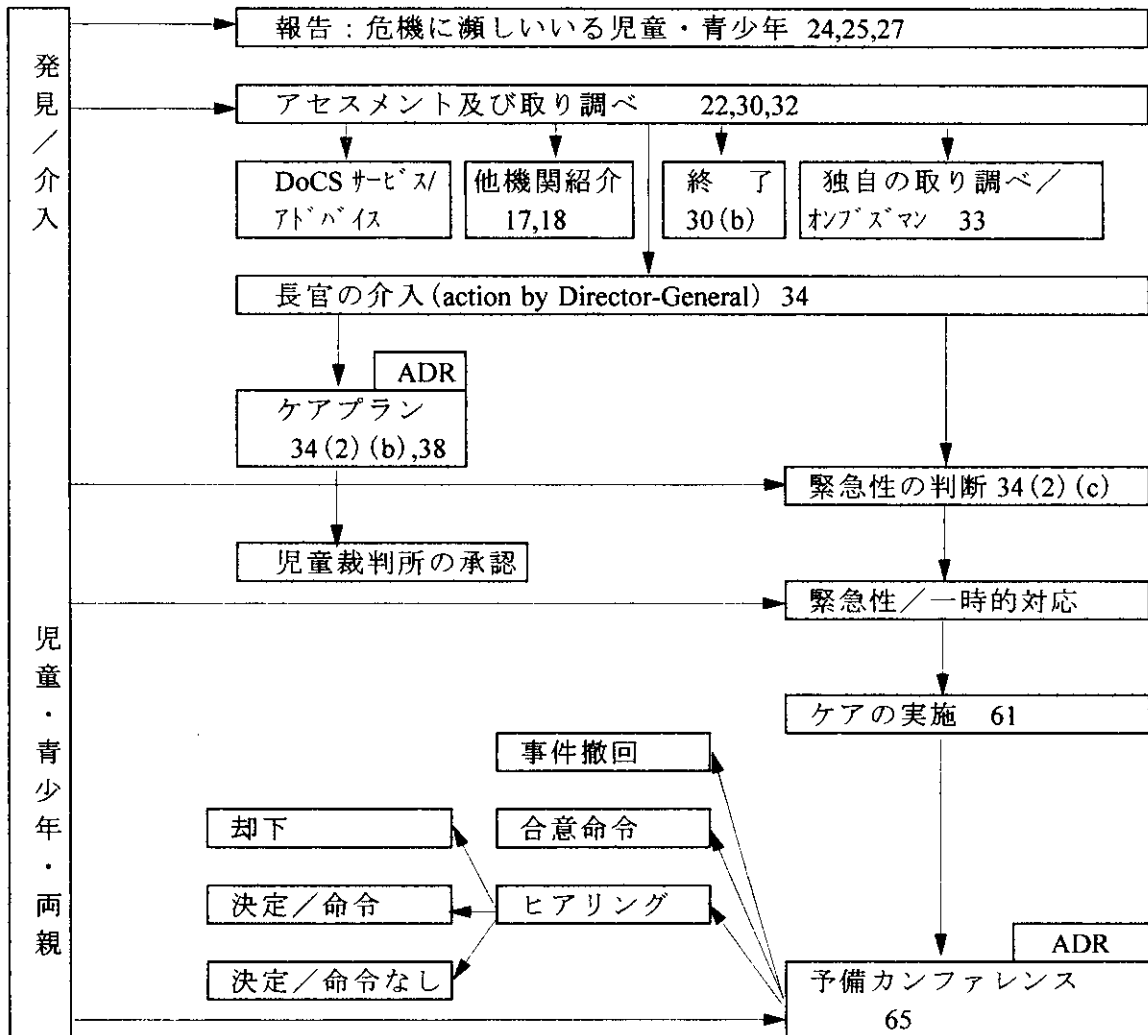 発見/介入
児童・青少年・両親
報告：危機に瀕しいいる児童・青少年 24,25,27
アセスメント及び取り調べ 22,30,32
DoCS ｻｰﾋﾞｽ/
ｱﾄﾞﾊﾞｲｽ
他機関紹介
17,18
終 了
30(b)
独自の取り調べ/
ｵﾝﾌﾞｽﾞﾏﾝ 33
長官の介入(action by Director-General) 34
ADR
ケアプラン
34(2)(b),38
緊急性の判断34(2)(c)
児童裁判所の承認
緊急性/一時的対応
ケアの実施 61
事件撤回
却下
合意命令
決定/命令
ヒアリング
決定/命令なし
ADR
予備カンファレンス
65